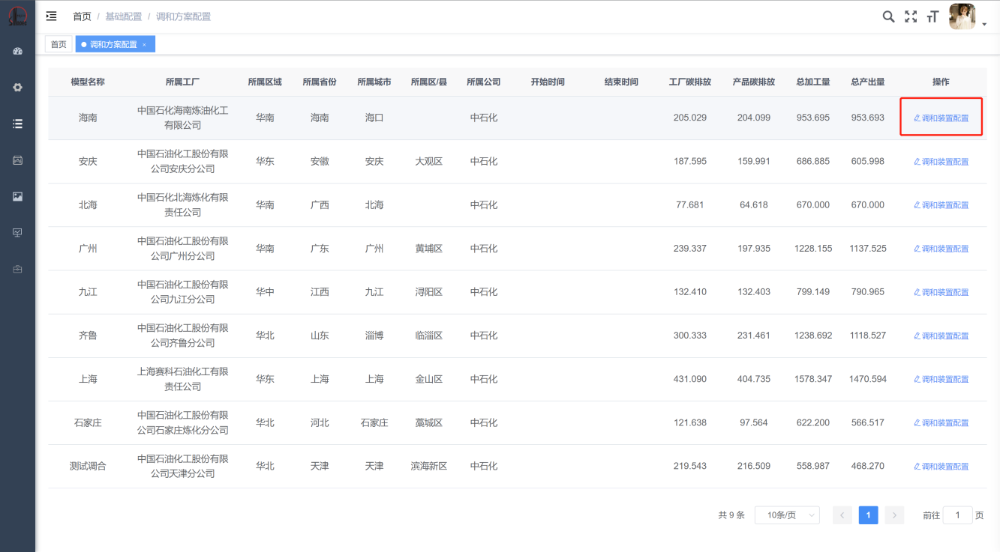 首页 / 基础配置 / 调和方案配置
首页 调和方案配置 ×
模型名称 所属工厂 所属区域 所属省份 所属城市 所属区/县 所属公司 开始时间 结束时间 工厂碳排放 产品碳排放 总加工量 总产出量 操作
海南 中国石化海南炼油化工 华南 海南 海口 中石化 205.029 204.099 953.695 953.693 调和装置配置
有限公司
安庆 中国石油化工股份有限 华东 安徽 安庆 大观区 中石化 187.595 159.991 686.885 605.998 调和装置配置
公司安庆分公司
北海 中国石化北海炼化有限 华南 广西 北海 中石化 77.681 64.618 670.000 670.000 调和装置配置
责任公司
广州 中国石油化工股份有限 华南 广东 广州 黄埔区 中石化 239.337 197.935 1228.155 1137.525 调和装置配置
公司广州分公司
九江 中国石油化工股份有限 华中 江西 九江 浔阳区 中石化 132.410 132.403 799.149 790.965 调和装置配置
公司九江分公司
齐鲁 中国石油化工股份有限 华北 山东 淄博 临淄区 中石化 300.333 231.461 1238.692 1118.527 调和装置配置
公司齐鲁分公司
上海 上海赛科石油化工有限 华东 上海 上海 金山区 中石化 431.090 404.735 1578.347 1470.594 调和装置配置
责任公司
石家庄 中国石油化工股份有限 华北 河北 石家庄 藁城区 中石化 121.638 97.564 622.200 566.517 调和装置配置
公司石家庄炼化分公司
测试调合 中国石油化工股份有限 华北 天津 天津 滨海新区 中石化 219.543 216.509 558.987 468.270 调和装置配置
公司天津分公司
共 9 条 10条/页 1 前往 1 页